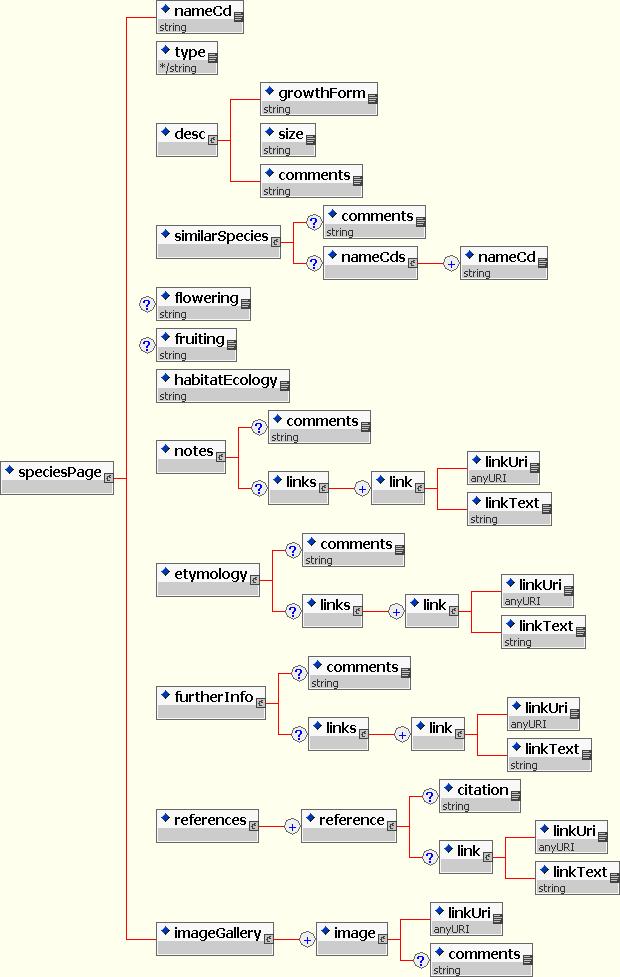 nameCd
string
type
*/string
growthForm
string
desc
size
string
comments
string
comments
string
similarSpecies
nameCds
nameCd
string
? flowering
string
? fruiting
string
habitatEcology
string
? comments
string
notes
? links
+ link
linkUri
anyURI
linkText
string
speciesPage
? comments
string
etymology
? links
+ link
linkUri
anyURI
linkText
string
? comments
string
furtherInfo
? links
+ link
linkUri
anyURI
linkText
string
? citation
string
references
+ reference
? link
linkUri
anyURI
linkText
string
linkUri
anyURI
imageGallery
+ image
? comments
string